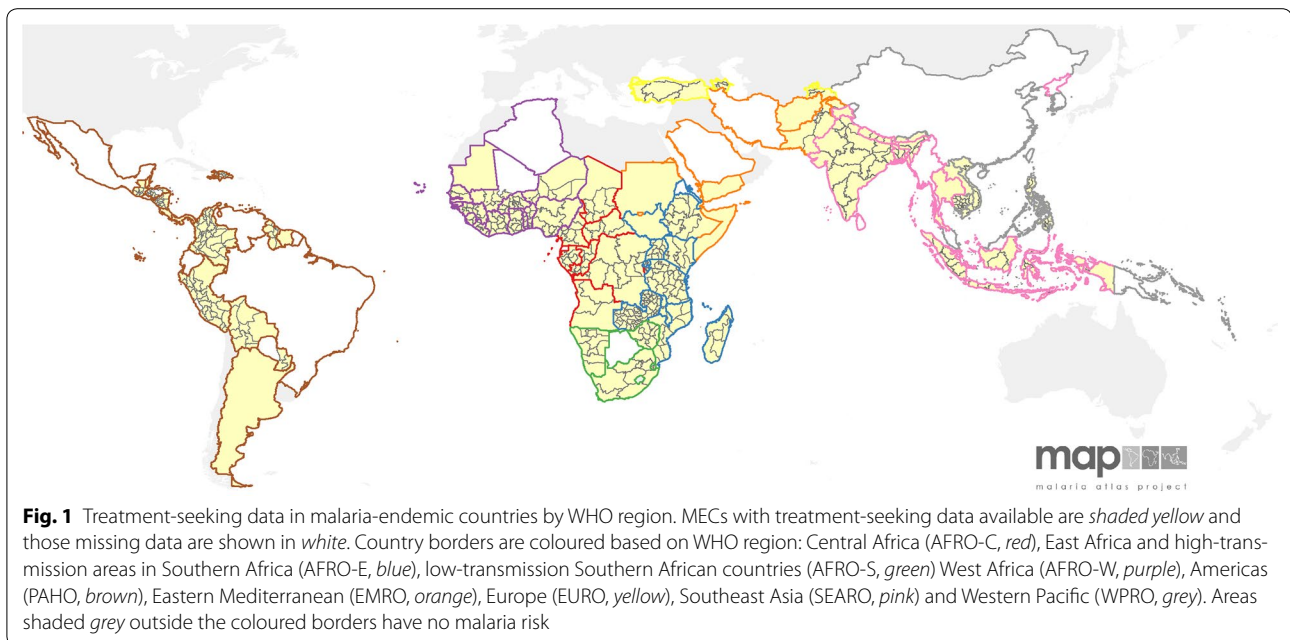 map
malaria atlas project
Fig. 1 Treatment-seeking data in malaria-endemic countries by WHO region. MECs with treatment-seeking data available are shaded yellow and
those missing data are shown in white. Country borders are coloured based on WHO region: Central Africa (AFRO-C, red), East Africa and high-trans-
mission areas in Southern Africa (AFRO-E, blue), low-transmission Southern African countries (AFRO-S, green) West Africa (AFRO-W, purple), Americas
(PAHO, brown), Eastern Mediterranean (EMRO, orange), Europe (EURO, yellow), Southeast Asia (SEARO, pink) and Western Pacific (WPRO, grey). Areas
shaded grey outside the coloured borders have no malaria risk